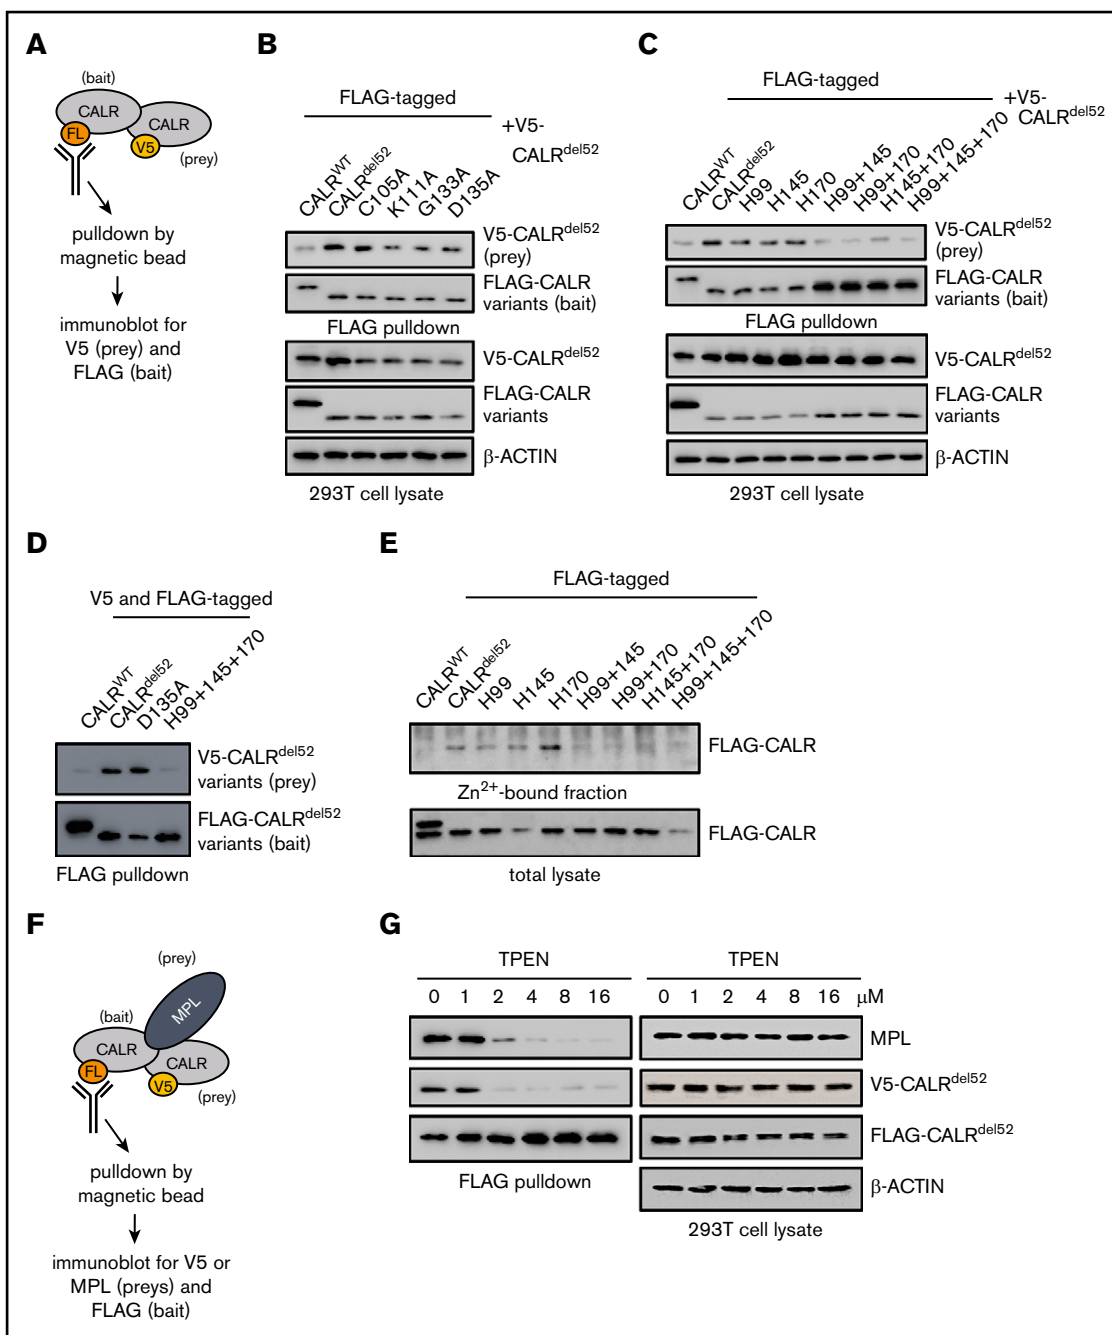 A
(bait)
CALR
CALR
FL
V5
(prey)
pulldown by
magnetic bead
immunoblot for
V5 (prey) and
FLAG (bait)
B
FLAG-tagged
+V5-
CALRdel52
CALRWT
CALRdel52
C105A
K111A
G133A
D135A
V5-CALRdel52
(prey)
FLAG-CALR
variants (bait)
FLAG pulldown
V5-CALRdel52
FLAG-CALR
variants
β-ACTIN
293T cell lysate
C
FLAG-tagged
+V5-
CALRdel52
CALRWT
CALRdel52
H99
H145
H170
H99+145
H99+170
H145+170
H99+145+170
V5-CALRdel52
(prey)
FLAG-CALR
variants (bait)
FLAG pulldown
V5-CALRdel52
FLAG-CALR
variants
β-ACTIN
293T cell lysate
D
V5 and FLAG-tagged
CALRWT
CALRdel52
D135A
H99+145+170
V5-CALRdel52
variants (prey)
FLAG-CALRdel52
variants (bait)
FLAG pulldown
E
FLAG-tagged
CALRWT
CALRdel52
H99
H145
H170
H99+145
H99+170
H145+170
H99+145+170
FLAG-CALR
Zn2+-bound fraction
FLAG-CALR
total lysate
F
(prey)
MPL
(bait)
CALR
CALR
FL
V5
(prey)
pulldown by
magnetic bead
immunoblot for V5 or
MPL (preys) and
FLAG (bait)
G
TPEN TPEN
0 1 2 4 8 16 0 1 2 4 8 16 μM
MPL
V5-CALRdel52
FLAG-CALRdel52
FLAG pulldown
β-ACTIN
293T cell lysate